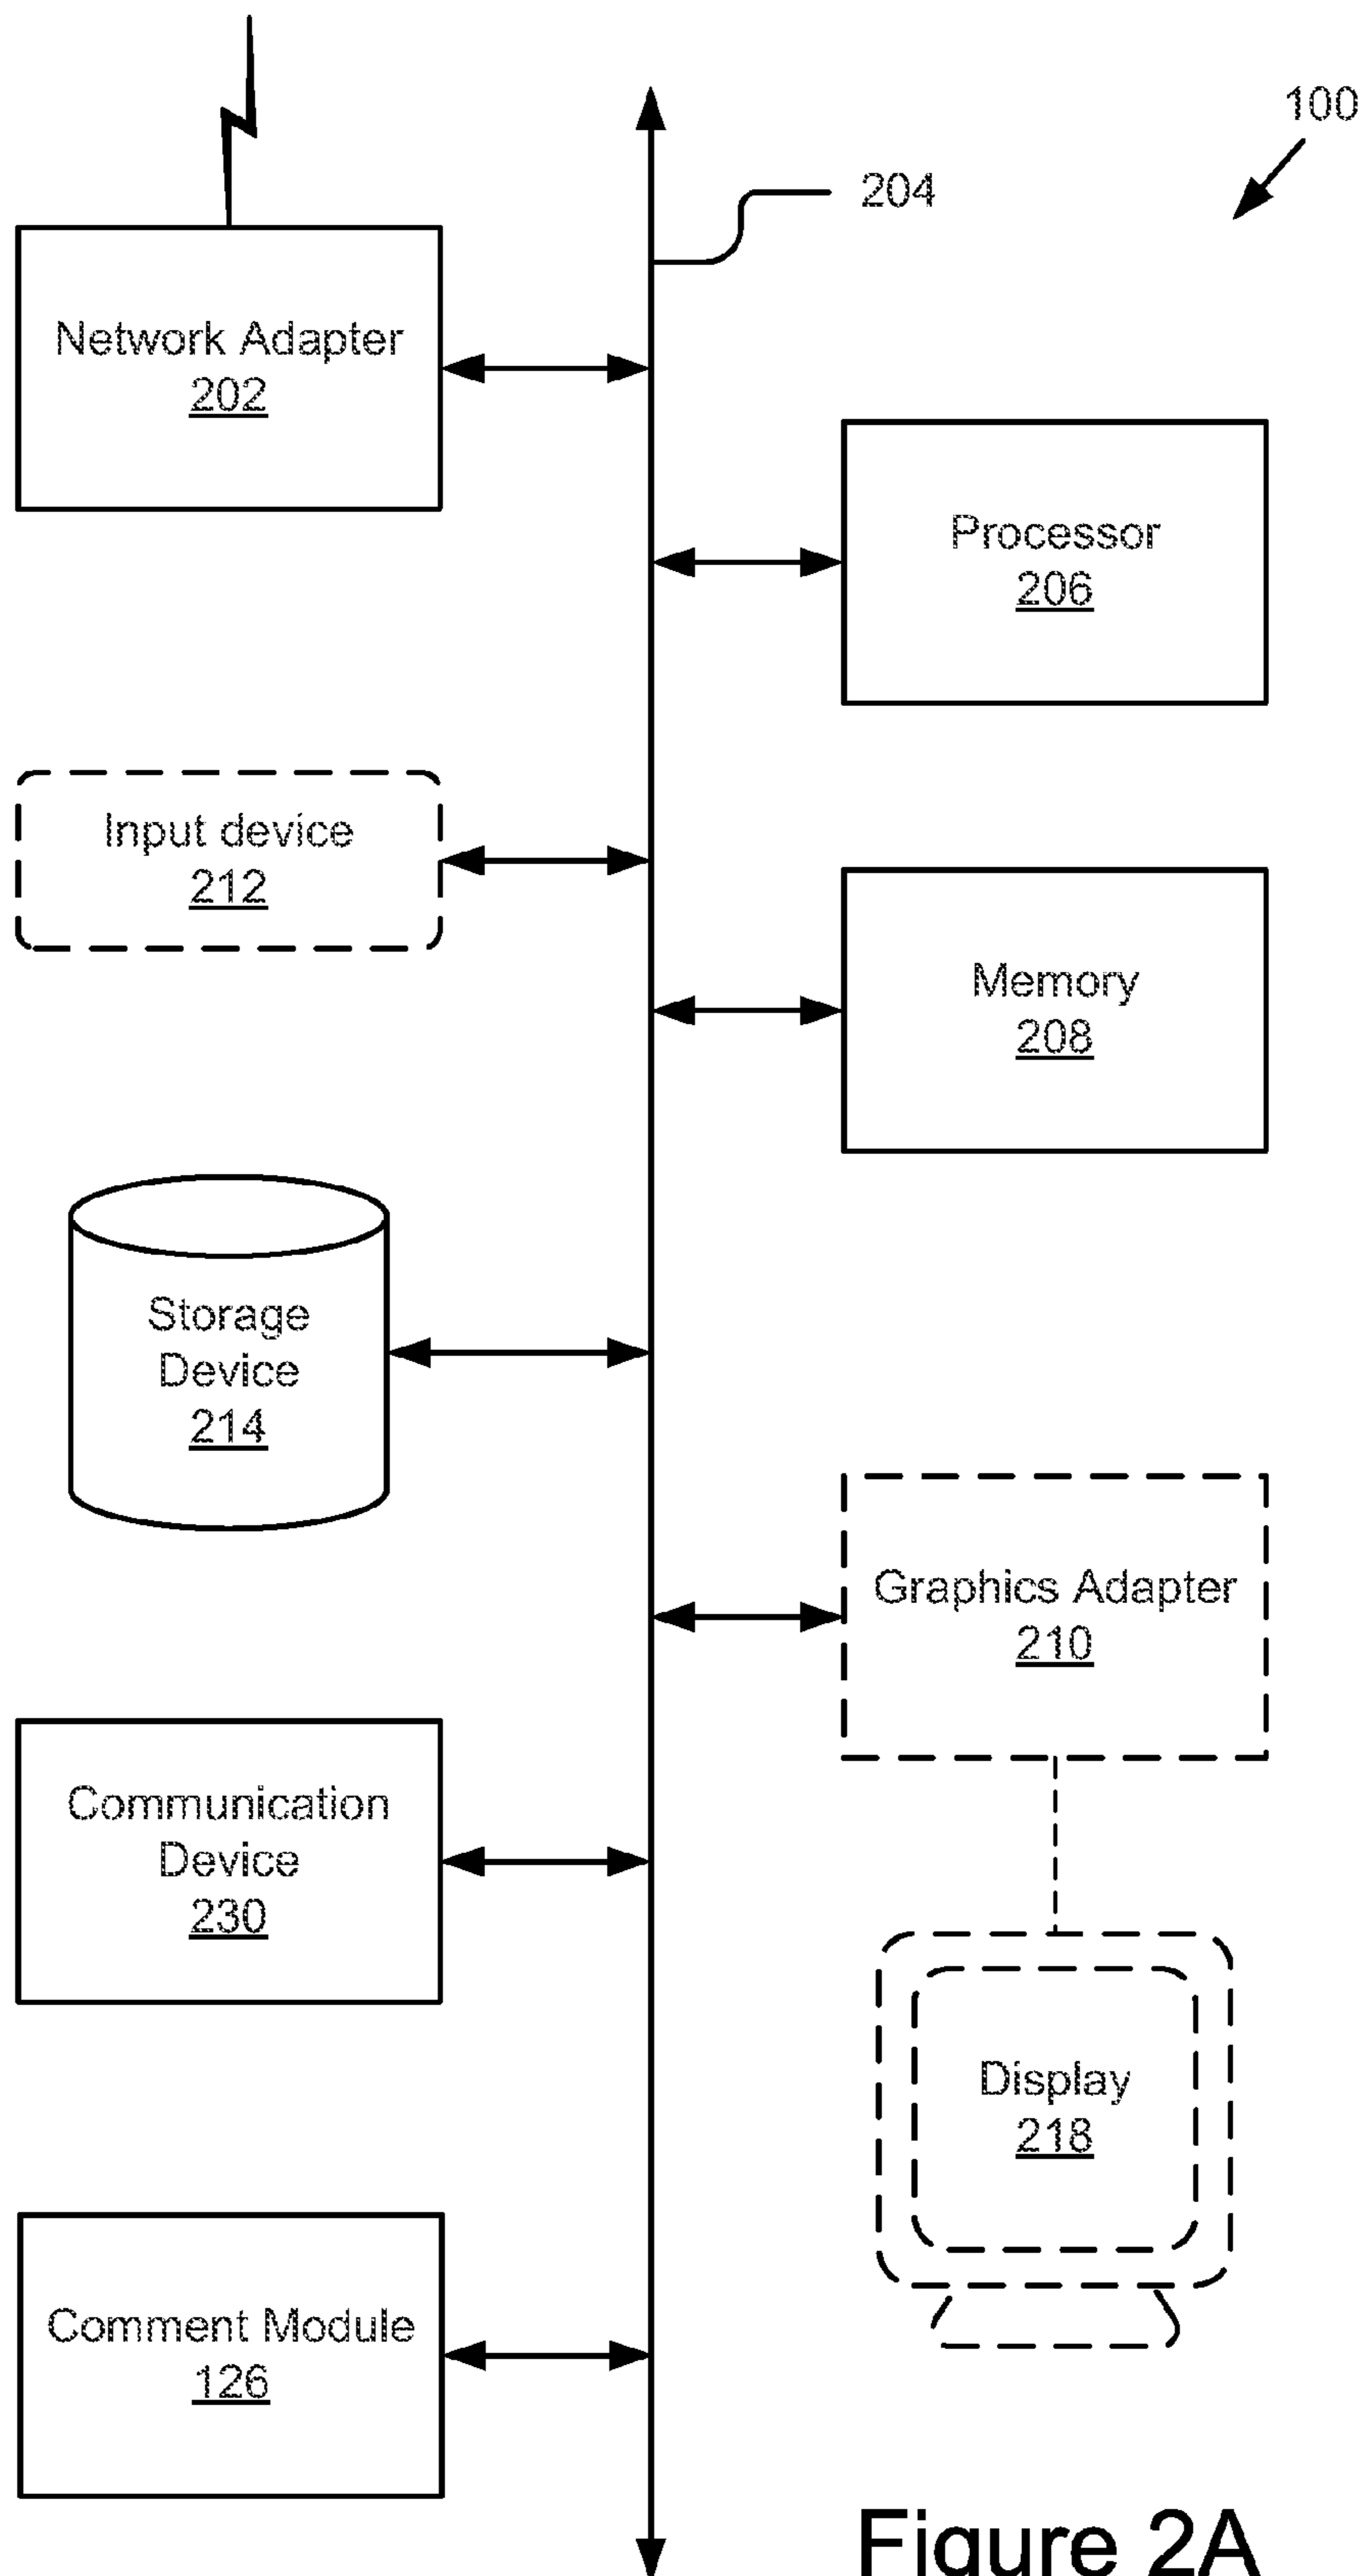 100
204
Network Adapter
202
Processor
206
Input device
212
Memory
208
Storage
Device
214
Graphics Adapter
210
Communication
Device
230
Display
218
Comment Module
126
Figure 2A